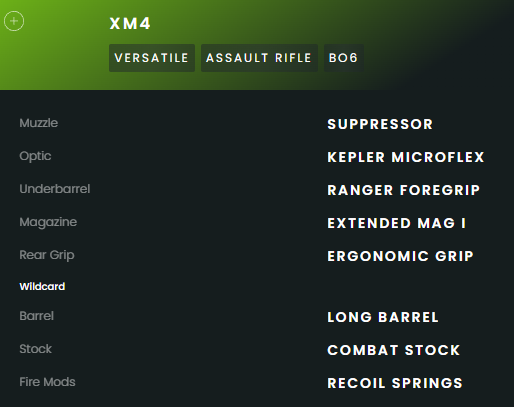 XM4
VERSATILE ASSAULT RIFLE BO6
Muzzle SUPPRESSOR
Optic KEPLER MICROFLEX
Underbarrel RANGER FOREGRIP
Magazine EXTENDED MAG I
Rear Grip ERGONOMIC GRIP
Wildcard
Barrel LONG BARREL
Stock COMBAT STOCK
Fire Mods RECOIL SPRINGS